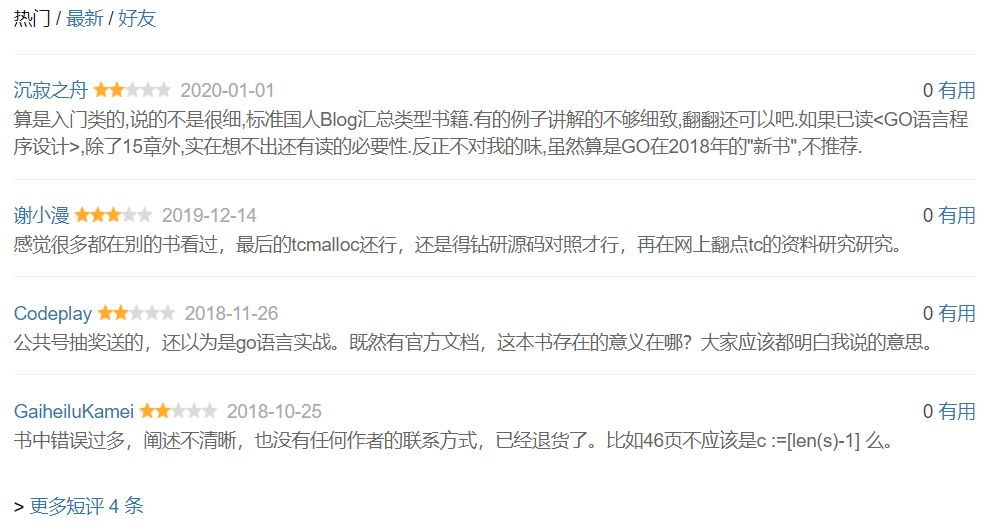 热门 / 最新 / 好友
沉寂之舟 2020-01-01 0 有用
算是入门类的,说的不是很细,标准国人Blog汇总类型书籍.有的例子讲解的不够细致,翻翻还可以吧.如果已读<GO语言程
序设计>,除了15章外,实在想不出还有读的必要性.反正不对我的味,虽然算是GO在2018年的"新书",不推荐.
谢小漫 2019-12-14 0 有用
感觉很多都在别的书看过，最后的tcmalloc还行，还是得钻研源码对照才行，再在网上翻点tc的资料研究研究。
Codeplay 2018-11-26 0 有用
公共号抽奖送的，还以为是go语言实战。既然有官方文档，这本书存在的意义在哪？大家应该都明白我说的意思。
GaiheiluKamei 2018-10-25 0 有用
书中错误过多，阐述不清晰，也没有任何作者的联系方式，已经退货了。比如46页不应该是c :=[len(s)-1] 么。
> 更多短评 4 条